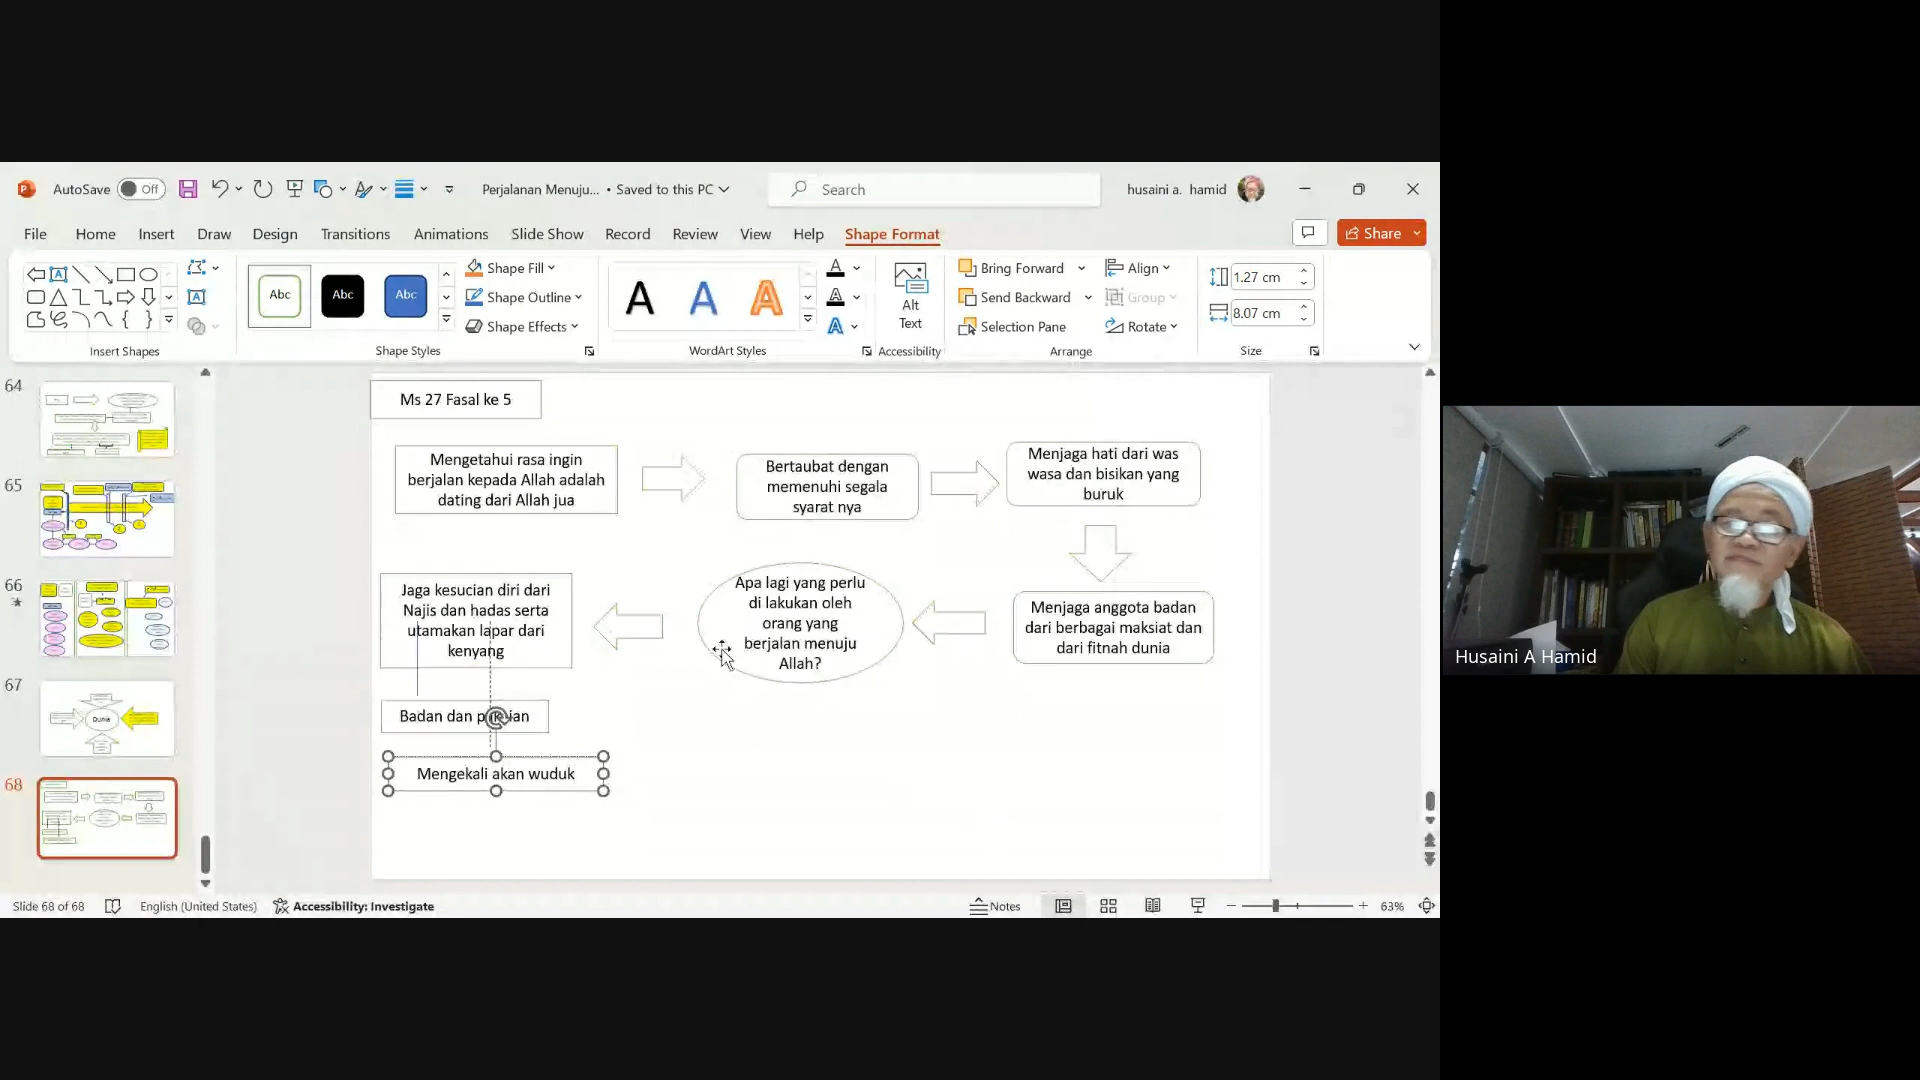 AutoSave Off Perjalanan Menuju... • Saved to this PC Search husaini a. hamid
File Home Insert Draw Design Transitions Animations Slide Show Record Review View Help Shape Format Share
Abc Abc Abc
Shape Fill
Shape Outline
Shape Effects
A A A
A
A
A
Alt
Text
Bring Forward
Send Backward
Selection Pane
Align
Group
Rotate
1.27 cm
8.07 cm
Insert Shapes Shape Styles WordArt Styles Accessibility Arrange Size
64
65
66
67
Dunia
68
Ms 27 Fasal ke 5
Mengetahui rasa ingin
berjalan kepada Allah adalah
dating dari Allah jua
Bertaubat dengan
memenuhi segala
syarat nya
Menjaga hati dari was
wasa dan bisikan yang
buruk
Menjaga anggota badan
dari berbagai maksiat dan
dari fitnah dunia
Apa lagi yang perlu
di lakukan oleh
orang yang
berjalan menuju
Allah?
Jaga kesucian diri dari
Najis dan hadas serta
utamakan lapar dari
kenyang
Badan dan pakaian
Mengekali akan wuduk
Slide 68 of 68 English (United States) Accessibility: Investigate Notes 63%
Husaini A Hamid